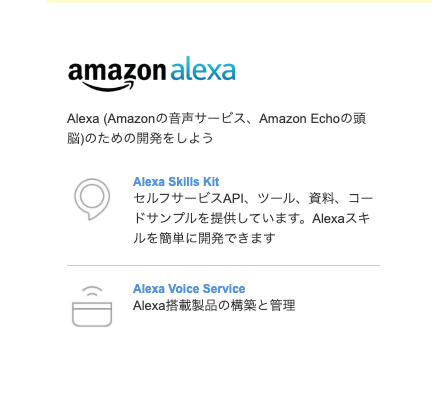 amazon alexa
Alexa (Amazonの音声サービス、Amazon Echoの頭
脳)のための開発をしよう
Alexa Skills Kit
セルフサービスAPI、ツール、資料、コー
ドサンプルを提供しています。Alexaスキ
ルを簡単に開発できます
Alexa Voice Service
Alexa搭載製品の構築と管理